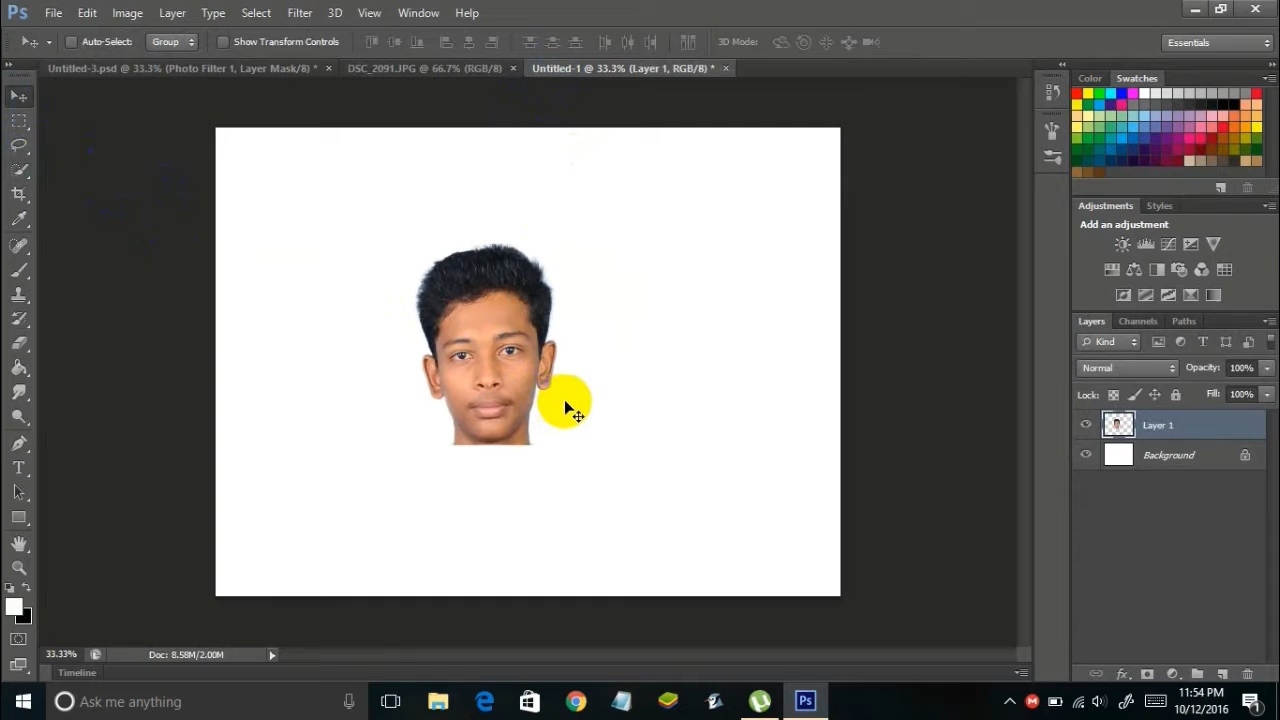 Ps File Edit Image Layer Type Select Filter 3D View Window Help
Auto-Select: Group Show Transform Controls 3D Mode: Essentials
Untitled-3.psd @ 33.3% (Photo Filter 1, Layer Mask/8) * × DSC_2091.JPG @ 66.7% (RGB/8) × Untitled-1 @ 33.3% (Layer 1, RGB/8) * ×
Color Swatches
Adjustments Styles
Add an adjustment
Layers Channels Paths
Kind
Normal Opacity: 100%
Lock: Fill: 100%
Layer 1
Background
33.33% Doc: 8.58M/2.00M
Timeline
Ask me anything
Ps
11:54 PM
10/12/2016
1